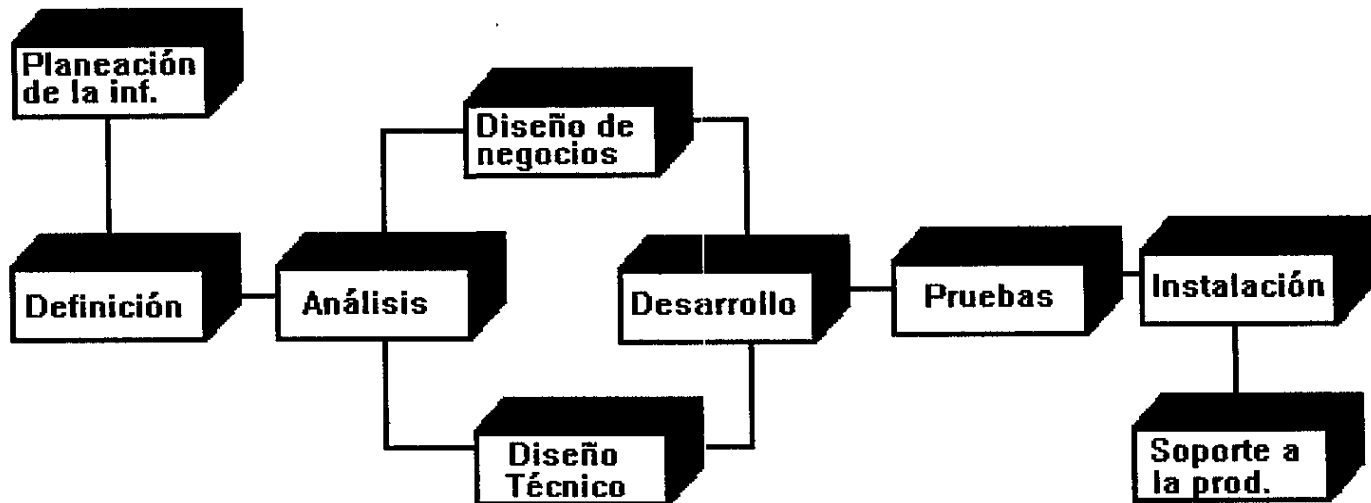 Planeación
de la inf.
Definición
Análisis
Diseño de
negocios
Diseño
Técnico
Desarrollo
Pruebas
Instalación
Soporte a
la prod.